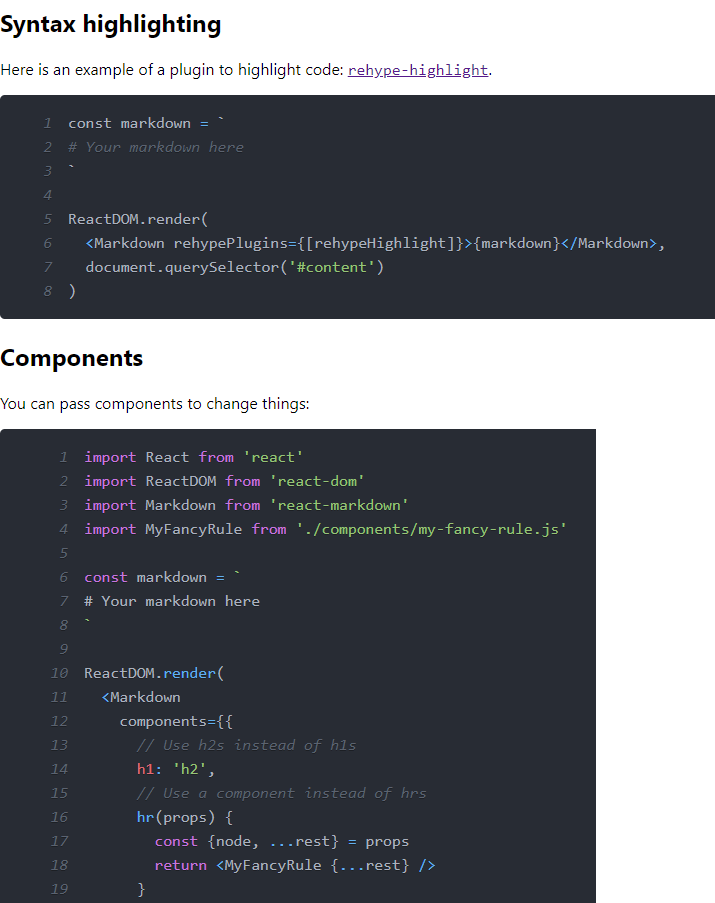 Syntax highlighting
Here is an example of a plugin to highlight code: rehype-highlight.
1 const markdown = `
2 # Your markdown here
3 `
4
5 ReactDOM.render(
6   <Markdown rehypePlugins={[rehypeHighlight]}>{markdown}</Markdown>,
7   document.querySelector('#content')
8 )
Components
You can pass components to change things:
1 import React from 'react'
2 import ReactDOM from 'react-dom'
3 import Markdown from 'react-markdown'
4 import MyFancyRule from './components/my-fancy-rule.js'
5
6 const markdown = `
7 # Your markdown here
8 `
9
10 ReactDOM.render(
11   <Markdown
12     components={{
13       // Use h2s instead of h1s
14       h1: 'h2',
15       // Use a component instead of hrs
16       hr(props) {
17         const {node, ...rest} = props
18         return <MyFancyRule {...rest} />
19       }